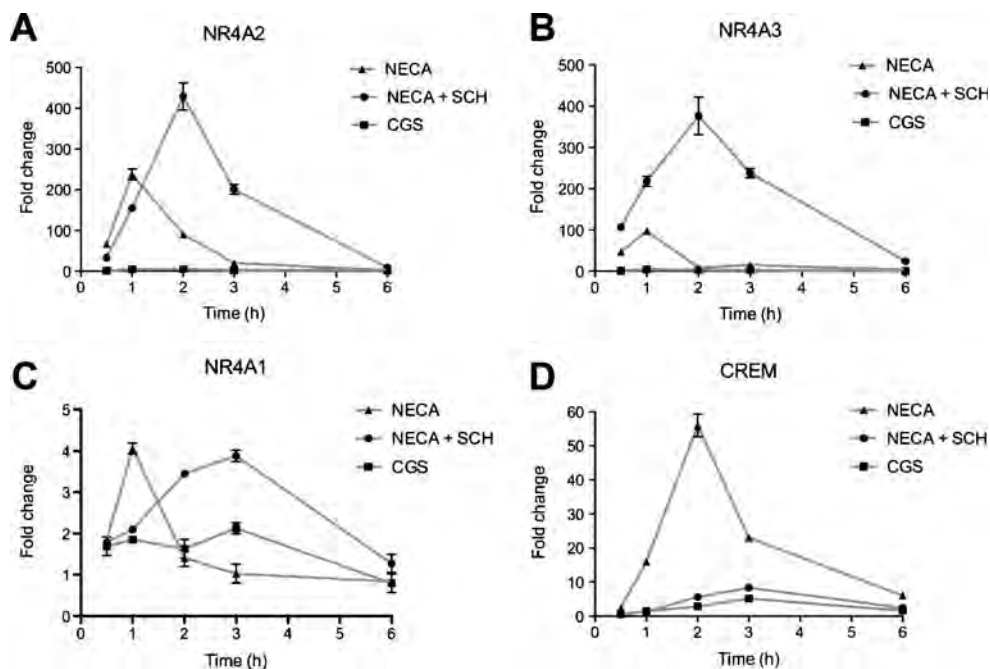 A
NR4A2
500
400
300
200
100
0
0 1 2 3 4 5 6
Fold change
Time (h)
NECA
NECA + SCH
CGS
B
NR4A3
500
400
300
200
100
0
0 1 2 3 4 5 6
Fold change
Time (h)
NECA
NECA + SCH
CGS
C
NR4A1
5
4
3
2
1
0
0 1 2 3 4 5 6
Fold change
Time (h)
NECA
NECA + SCH
CGS
D
CREM
60
50
40
30
20
10
0
0 1 2 3 4 5 6
Fold change
Time (h)
NECA
NECA + SCH
CGS